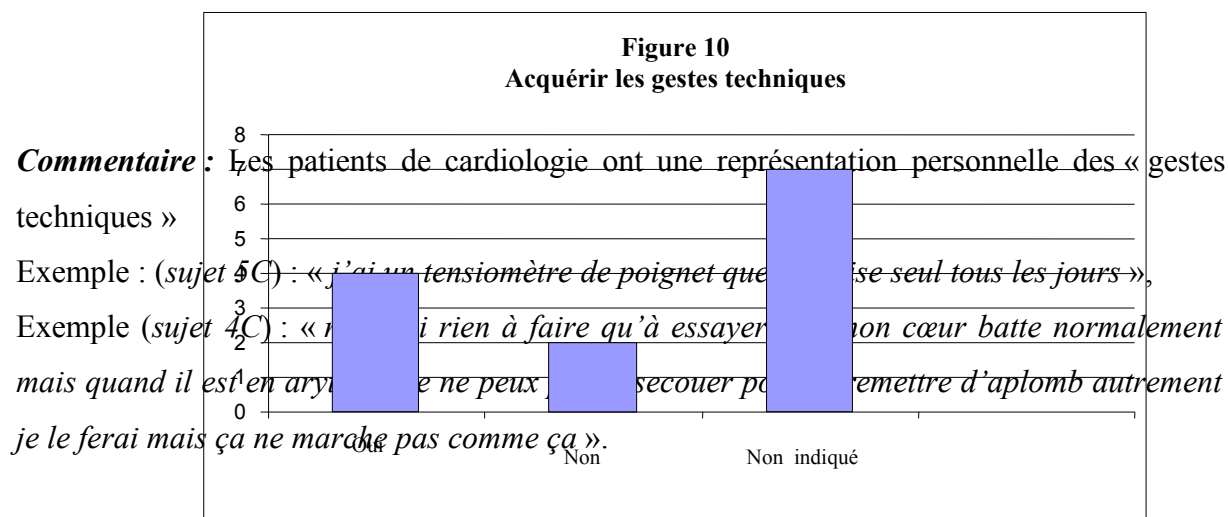 Figure 10
Acquérir les gestes techniques
8
Commentaire : Les patients de cardiologie ont une représentation personnelle des « gestes
7
techniques »
6
5
Exemple : (sujet 5C) : « j’ai un tensiomètre de poignet que seul tous les jours »,
4
3
Exemple (sujet 4C) : « rien à faire qu’à essayer mon cœur batte normalement
2
mais quand il est en ne peux secouer remettre d’aplomb autrement
1
0
je le ferai mais ça ne marche pas comme ça ».
Oui Non Non indiqué